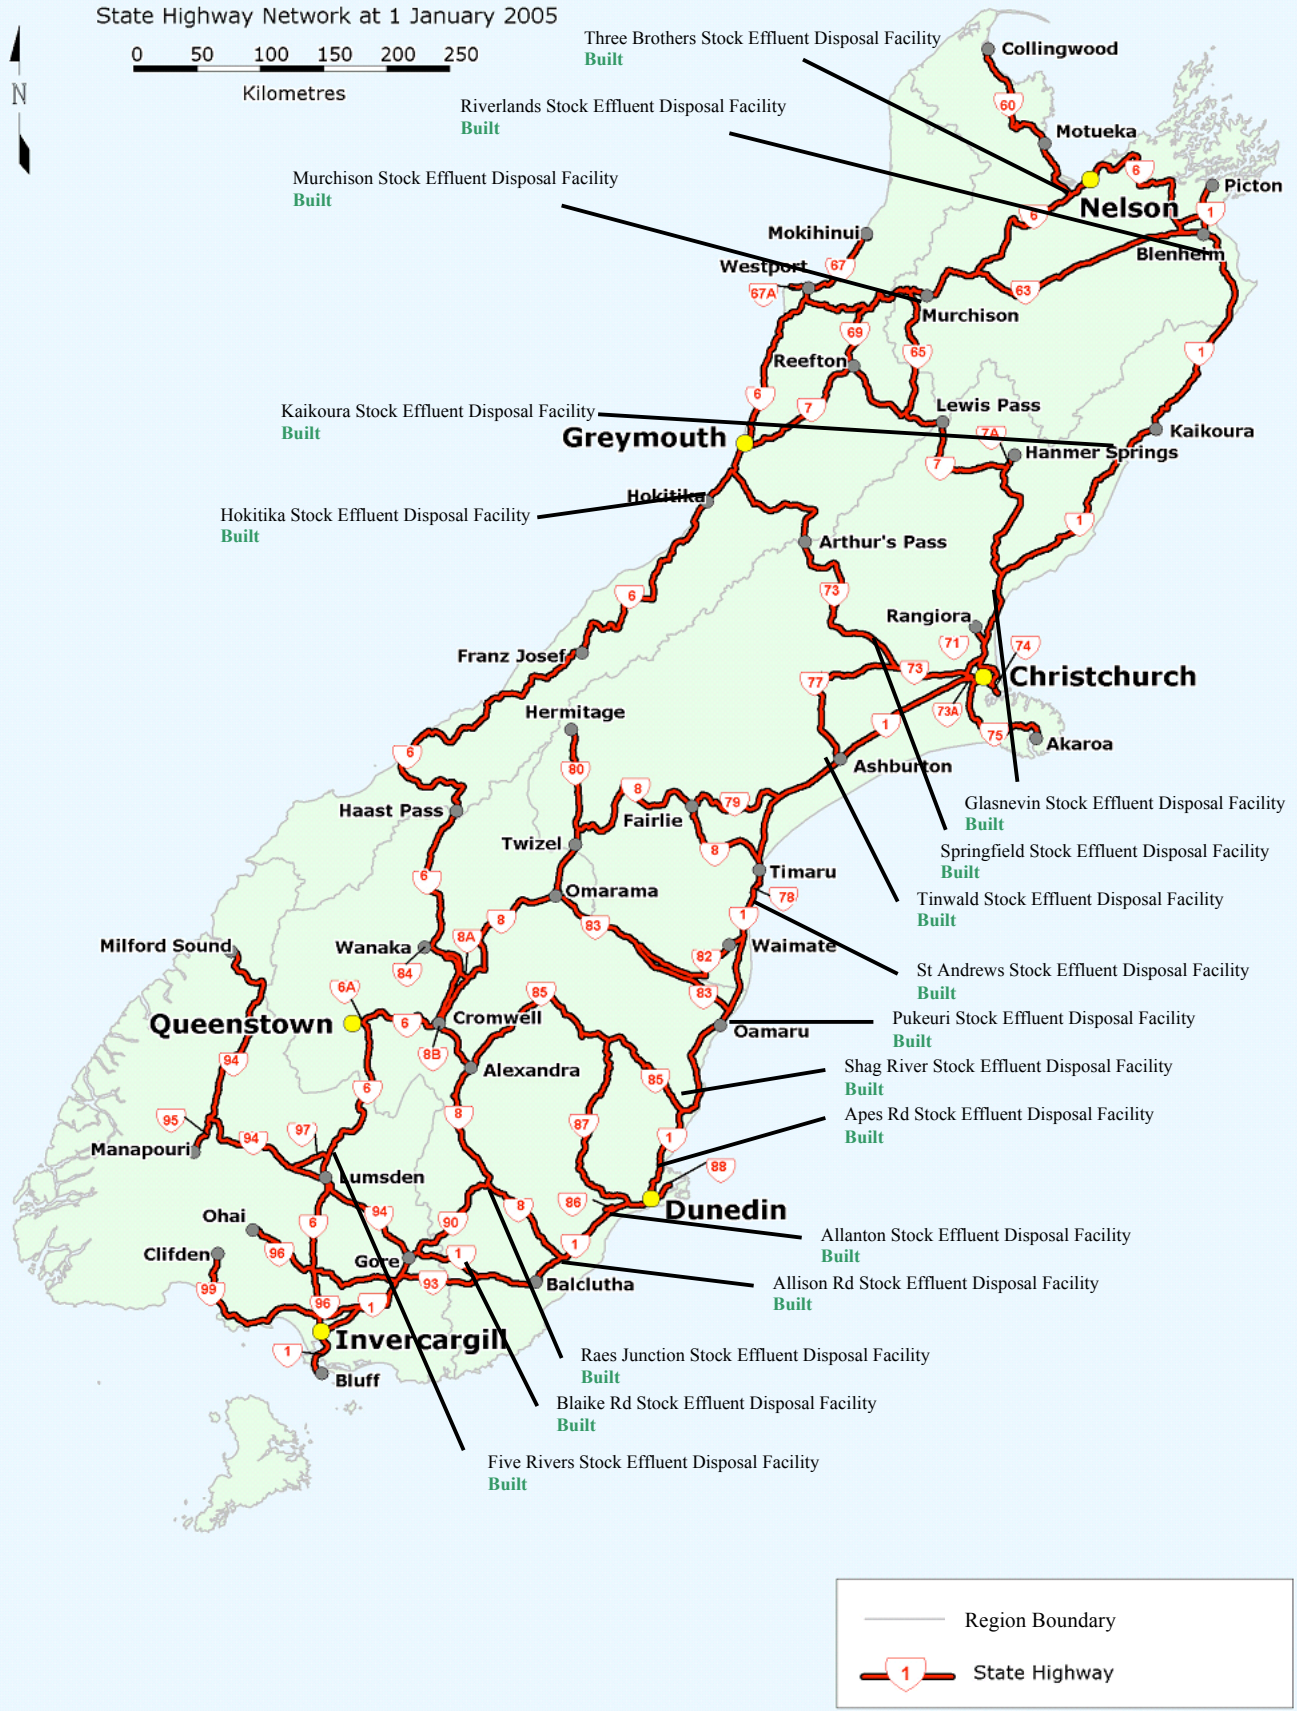 State Highway Network at 1 January 2005
0 50 100 150 200 250
Kilometres
N
Three Brothers Stock Effluent Disposal Facility
Built
Collingwood
60
Riverlands Stock Effluent Disposal Facility
Built
Motueka
6
Murchison Stock Effluent Disposal Facility
Built
Picton
Nelson
1
6
Mokihinui
Blenheim
Westport
67
67A
63
Murchison
69
65
1
Reefton
6
7
Lewis Pass
Kaikoura Stock Effluent Disposal Facility
Built
7A
Kaikoura
Greymouth
Hanmer Springs
7
Hokitika
Hokitika Stock Effluent Disposal Facility
Built
1
Arthur's Pass
6
73
Rangiora
71
74
Franz Josef
73
77
Christchurch
Hermitage
73A
1
75
Akaroa
6
Ashburton
80
8
79
Haast Pass
Fairlie
Glasnevin Stock Effluent Disposal Facility
Built
Twizel
8
Springfield Stock Effluent Disposal Facility
Built
6
Timaru
Omarama
78
Tinwald Stock Effluent Disposal Facility
Built
8
83
1
Milford Sound
Wanaka
8A
Waimate
84
82
St Andrews Stock Effluent Disposal Facility
Built
6A
85
83
Queenstown
6
Cromwell
Pukeuri Stock Effluent Disposal Facility
Built
Oamaru
8B
94
Alexandra
Shag River Stock Effluent Disposal Facility
Built
6
85
95
8
87
Apes Rd Stock Effluent Disposal Facility
Built
97
94
1
Manapouri
88
Lumsden
86
Dunedin
Ohai
94
8
6
90
Allanton Stock Effluent Disposal Facility
Built
Clifden
96
Gore
1
1
99
93
Balclutha
Allison Rd Stock Effluent Disposal Facility
Built
96
1
Invercargill
1
Raes Junction Stock Effluent Disposal Facility
Built
Bluff
Blaike Rd Stock Effluent Disposal Facility
Built
Five Rivers Stock Effluent Disposal Facility
Built
Region Boundary
1
State Highway